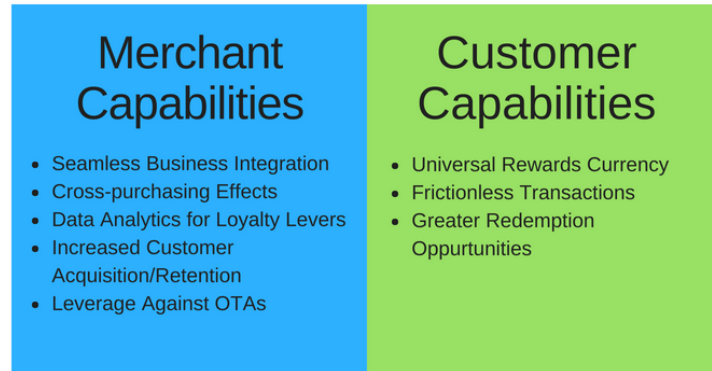 Merchant
Capabilities
• Seamless Business Integration
• Cross-purchasing Effects
• Data Analytics for Loyalty Levers
• Increased Customer
Acquisition/Retention
• Leverage Against OTAs
Customer
Capabilities
• Universal Rewards Currency
• Frictionless Transactions
• Greater Redemption
Oppurtunities